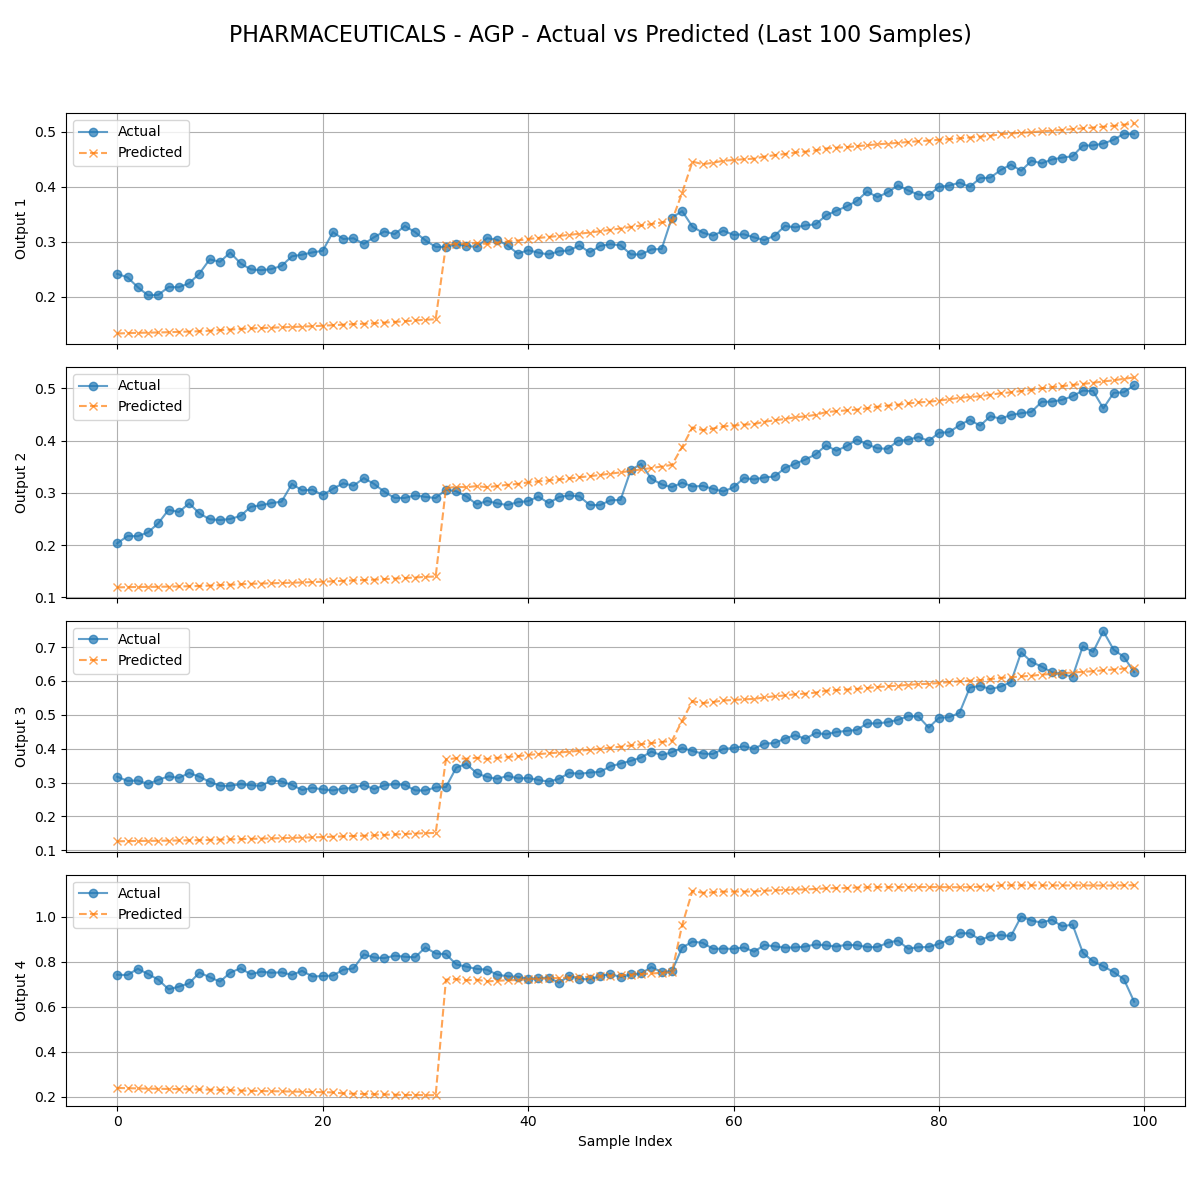 PHARMACEUTICALS - AGP - Actual vs Predicted (Last 100 Samples)
Actual
Predicted
0.5
0.4
0.3
0.2
Output 1
Actual
Predicted
0.5
0.4
0.3
0.2
0.1
Output 2
Actual
Predicted
0.7
0.6
0.5
0.4
0.3
0.2
0.1
Output 3
Actual
Predicted
1.0
0.8
0.6
0.4
0.2
Output 4
0 20 40 60 80 100
Sample Index